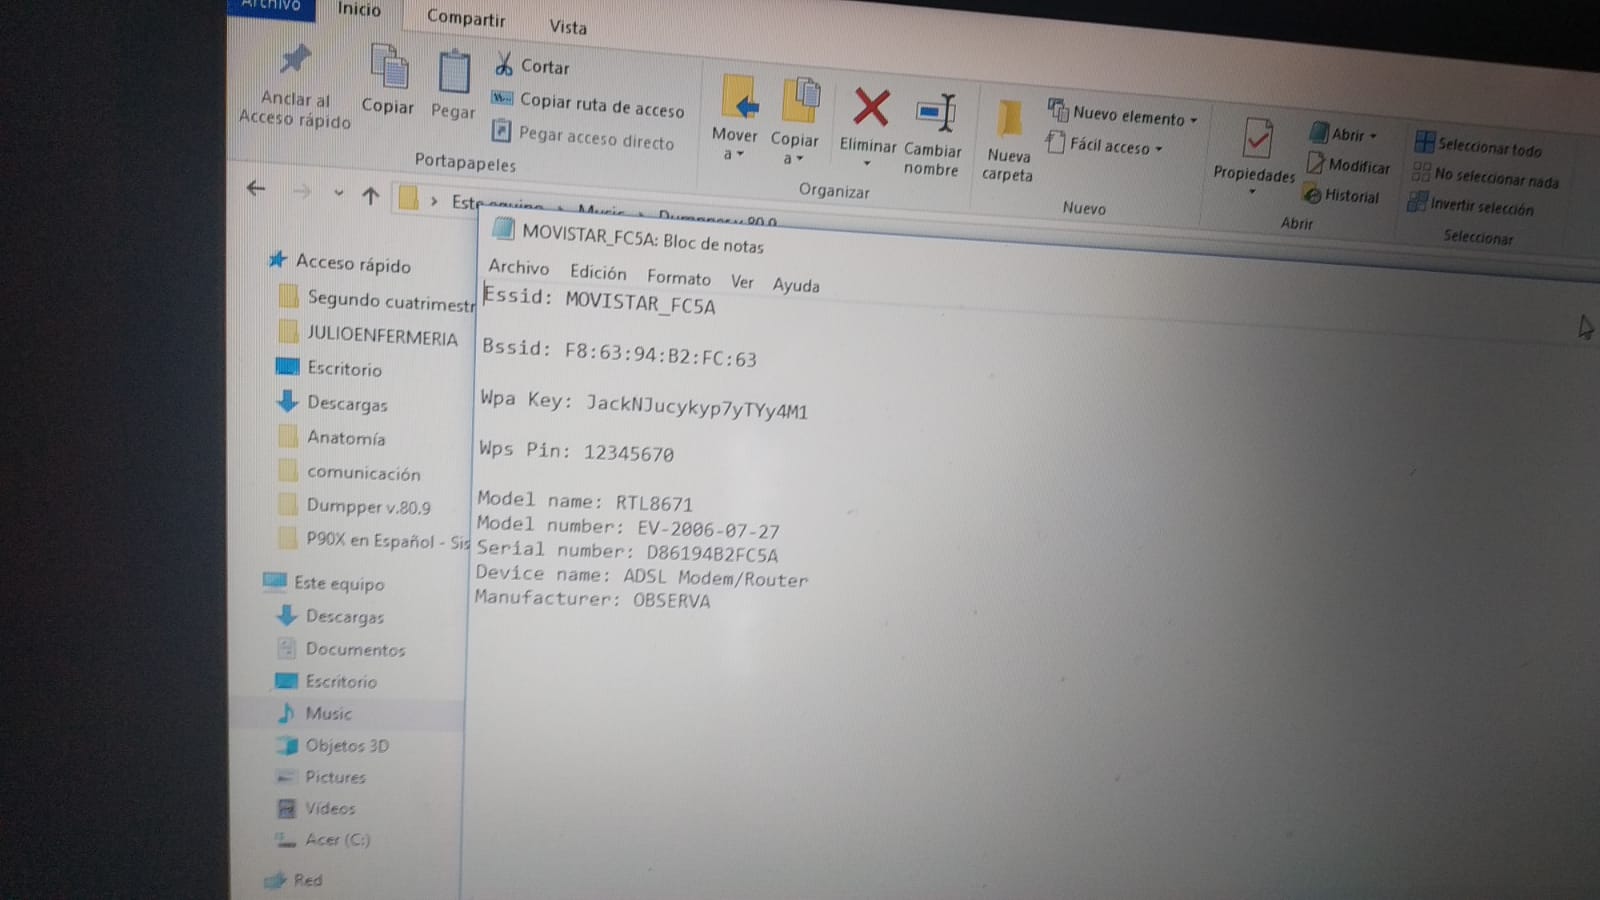 Archivo
Inicio
Compartir
Vista
Anclar al
Acceso rápido
Copiar
Pegar
Cortar
Copiar ruta de acceso
Pegar acceso directo
Portapapeles
Mover
a
Copiar
a
Eliminar
Cambiar
nombre
Organizar
Nueva
carpeta
Nuevo elemento
Fácil acceso
Nuevo
Propiedades
Abrir
Modificar
Historial
Abrir
Seleccionar todo
No seleccionar nada
Invertir selección
Seleccionar
Este equipo › Music › Dumpper v.80.9
MOVISTAR_FC5A: Bloc de notas
Archivo Edición Formato Ver Ayuda
Essid: MOVISTAR_FC5A
Bssid: F8:63:94:B2:FC:63
Wpa Key: JackNJucykyp7yTYy4M1
Wps Pin: 12345670
Model name: RTL8671
Model number: EV-2006-07-27
Serial number: D86194B2FC5A
Device name: ADSL Modem/Router
Manufacturer: OBSERVA
Acceso rápido
Segundo cuatrimestr
JULIOENFERMERIA
Escritorio
Descargas
Anatomía
comunicación
Dumpper v.80.9
P90X en Español - Sis
Este equipo
Descargas
Documentos
Escritorio
Music
Objetos 3D
Pictures
Vídeos
Acer (C:)
Red